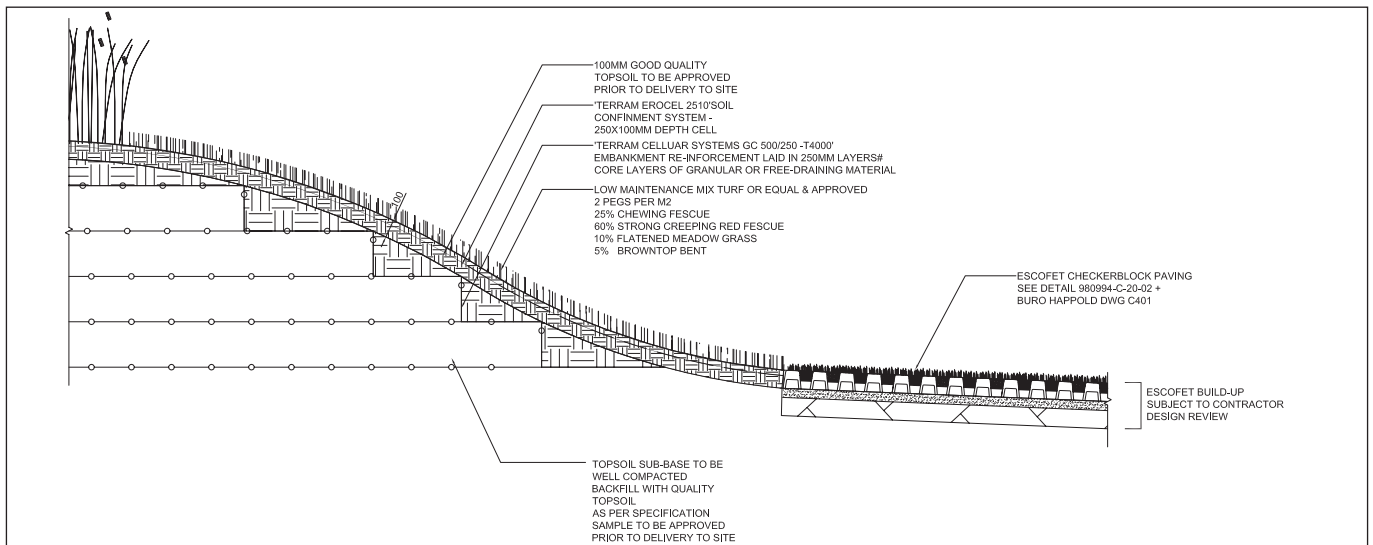 100MM GOOD QUALITY
TOPSOIL TO BE APPROVED
PRIOR TO DELIVERY TO SITE
'TERRAM EROCEL 2510'SOIL
CONFINMENT SYSTEM -
250X100MM DEPTH CELL
'TERRAM CELLUAR SYSTEMS GC 500/250 -T4000'
EMBANKMENT RE-INFORCEMENT LAID IN 250MM LAYERS#
CORE LAYERS OF GRANULAR OR FREE-DRAINING MATERIAL
LOW MAINTENANCE MIX TURF OR EQUAL & APPROVED
2 PEGS PER M2
25% CHEWING FESCUE
60% STRONG CREEPING RED FESCUE
10% FLATENED MEADOW GRASS
5% BROWNTOP BENT
100
ESCOFET CHECKERBLOCK PAVING
SEE DETAIL 980994-C-20-02 +
BURO HAPPOLD DWG C401
ESCOFET BUILD-UP
SUBJECT TO CONTRACTOR
DESIGN REVIEW
TOPSOIL SUB-BASE TO BE
WELL COMPACTED
BACKFILL WITH QUALITY
TOPSOIL
AS PER SPECIFICATION
SAMPLE TO BE APPROVED
PRIOR TO DELIVERY TO SITE